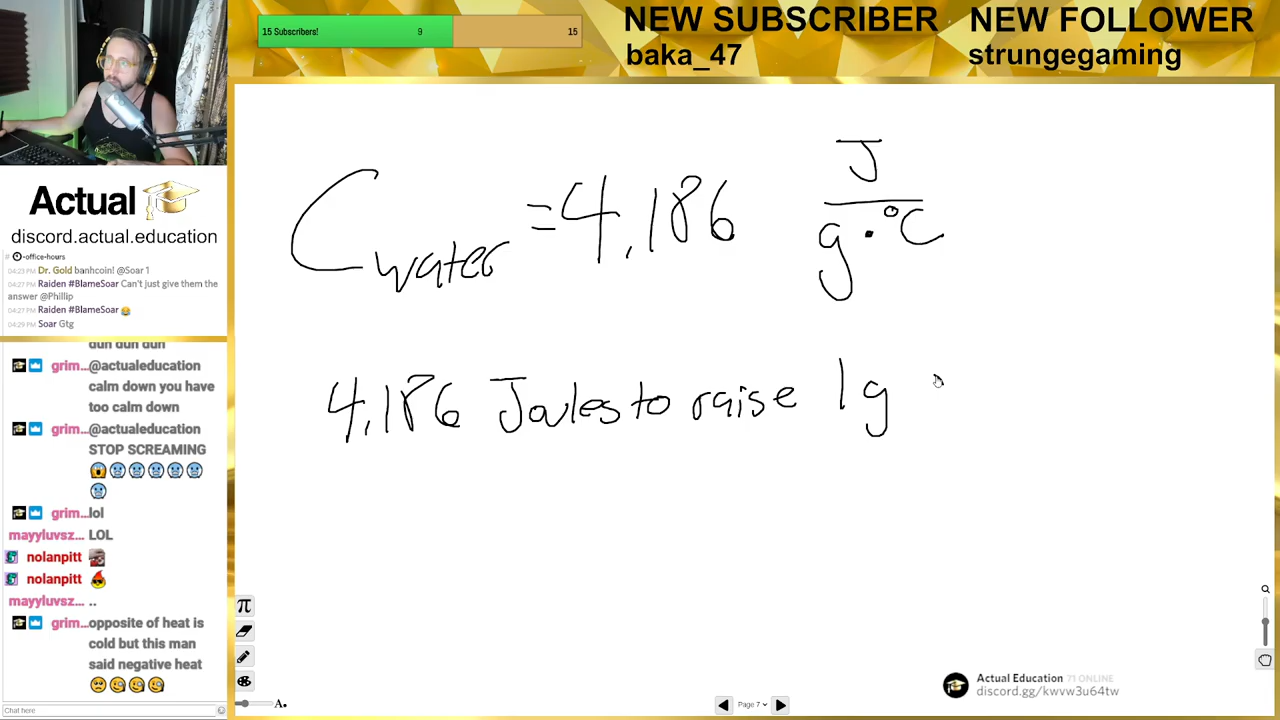 15 Subscribers! 9 15
NEW SUBSCRIBER
baka_47
NEW FOLLOWER
strungegaming
Actual
discord.actual.education
# -office-hours
04:23 PM Dr. Gold banhcoin! @Soar 1
04:27 PM Raiden #BlameSoar Can't just give them the
answer @Phillip
04:27 PM Raiden #BlameSoar
04:29 PM Soar Gtg
dun dun dun
grim... @actualeducation
calm down you have
too calm down
grim... @actualeducation
STOP SCREAMING
grim... lol
mayyluvsz... LOL
nolanpitt
nolanpitt
mayyluvsz... ..
grim... opposite of heat is
cold but this man
said negative heat
Chat here
C water = 4,186 J
g · °C
4,186 Joules to raise 1g
π
A
Page 7
Actual Education 71 ONLINE
discord.gg/kwvw3u64tw